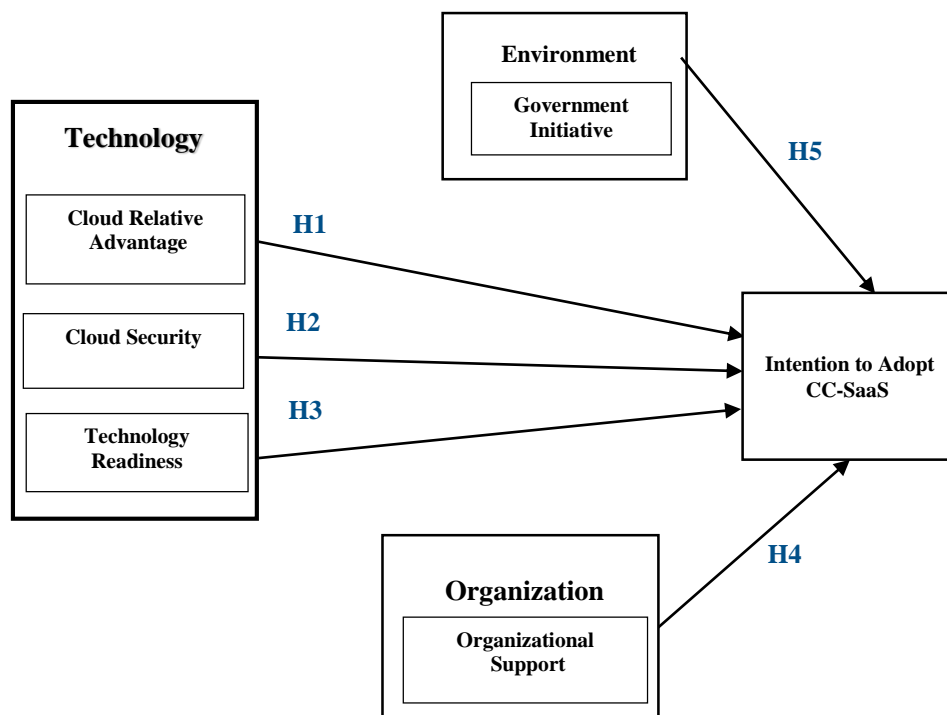 Environment
Government
Initiative
H5
Technology
Cloud Relative
Advantage
H1
Cloud Security
H2
Technology
Readiness
H3
Intention to Adopt
CC-SaaS
H4
Organization
Organizational
Support